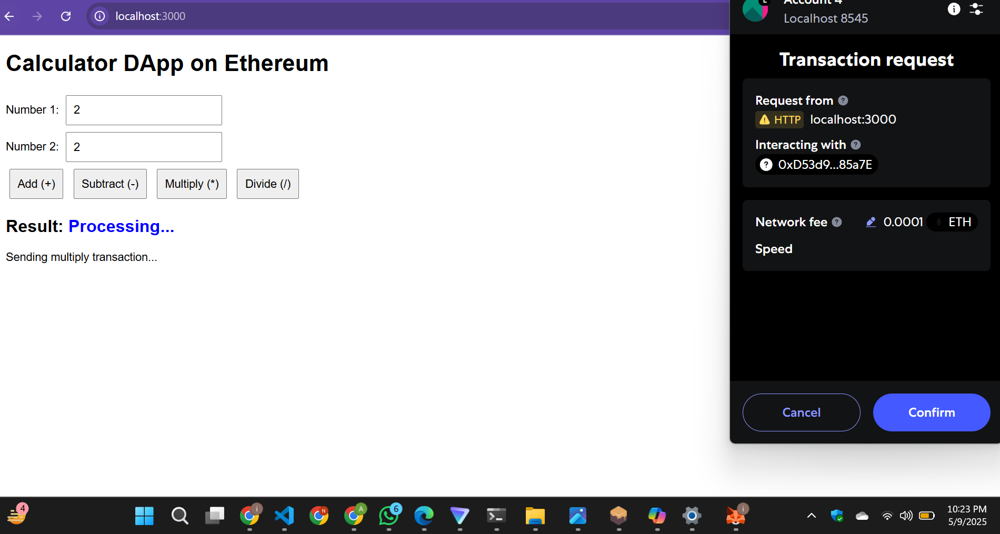 localhost:3000
Calculator DApp on Ethereum
Number 1: 2
Number 2: 2
Add (+) Subtract (-) Multiply (*) Divide (/)
Result: Processing...
Sending multiply transaction...
L
Account 4
Localhost 8545
Transaction request
Request from
HTTP localhost:3000
Interacting with
0xD53d9...85a7E
Network fee 0.0001 ETH
Speed
Cancel Confirm
4
N
A
6
10:23 PM
5/9/2025